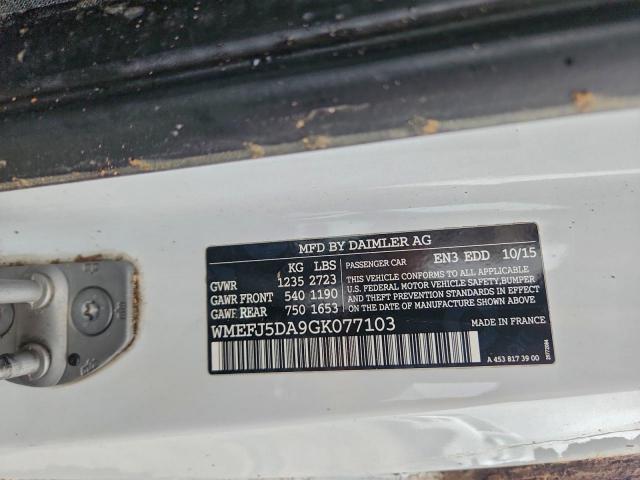 MFD BY DAIMLER AG
EN3 EDD 10/15
KG LBS
GVWR 1235 2723
GAWR FRONT 540 1190
GAWR REAR 750 1653
PASSENGER CAR
THIS VEHICLE CONFORMS TO ALL APPLICABLE
U.S. FEDERAL MOTOR VEHICLE SAFETY, BUMPER,
AND THEFT PREVENTION STANDARDS IN EFFECT
ON THE DATE OF MANUFACTURE SHOWN ABOVE.
WMEFJ5DA9GK077103
MADE IN FRANCE
A 453 817 39 00